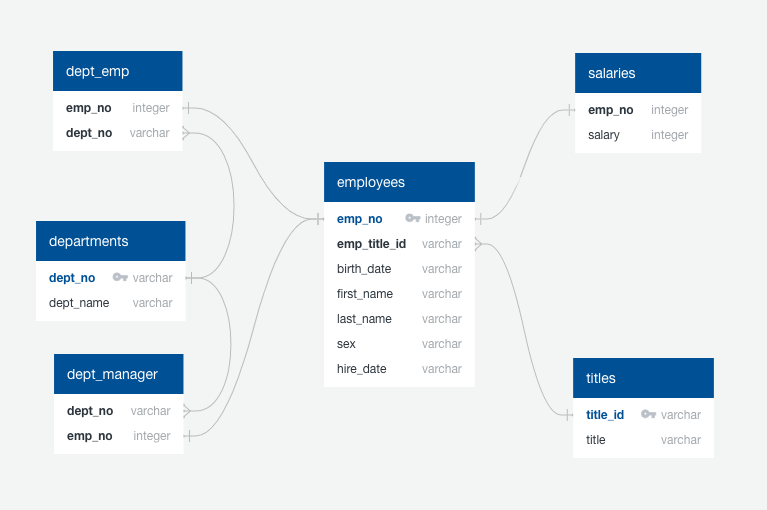 dept_emp
emp_no integer
dept_no varchar
departments
dept_no varchar
dept_name varchar
dept_manager
dept_no varchar
emp_no integer
employees
emp_no integer
emp_title_id varchar
birth_date varchar
first_name varchar
last_name varchar
sex varchar
hire_date varchar
salaries
emp_no integer
salary integer
titles
title_id varchar
title varchar